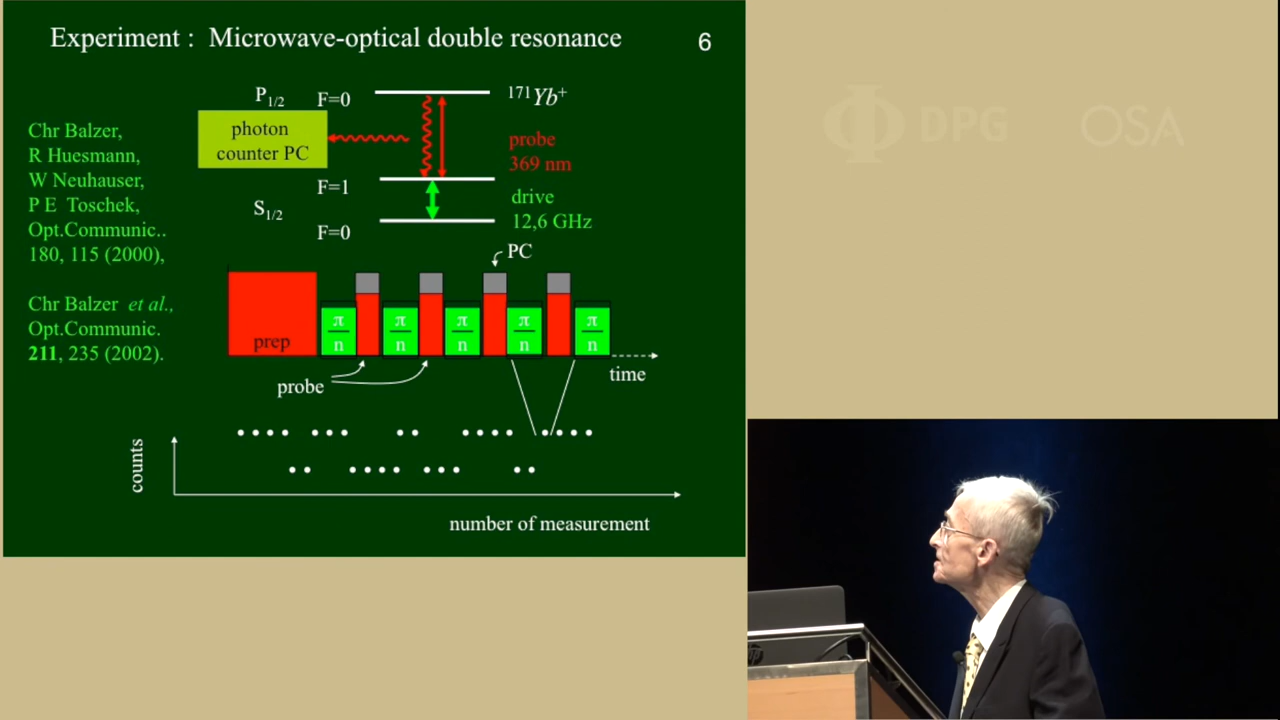 Experiment : Microwave-optical double resonance
6
P1/2 F=0
171Yb+
photon
counter PC
probe
369 nm
F=1
S1/2
F=0
drive
12,6 GHz
Chr Balzer,
R Huesmann,
W Neuhauser,
P E Toschek,
Opt.Communic..
180, 115 (2000),
Chr Balzer et al.,
Opt.Communic.
211, 235 (2002).
PC
prep
π
n
π
n
π
n
π
n
π
n
time
probe
counts
number of measurement
DPG
OSA
hp